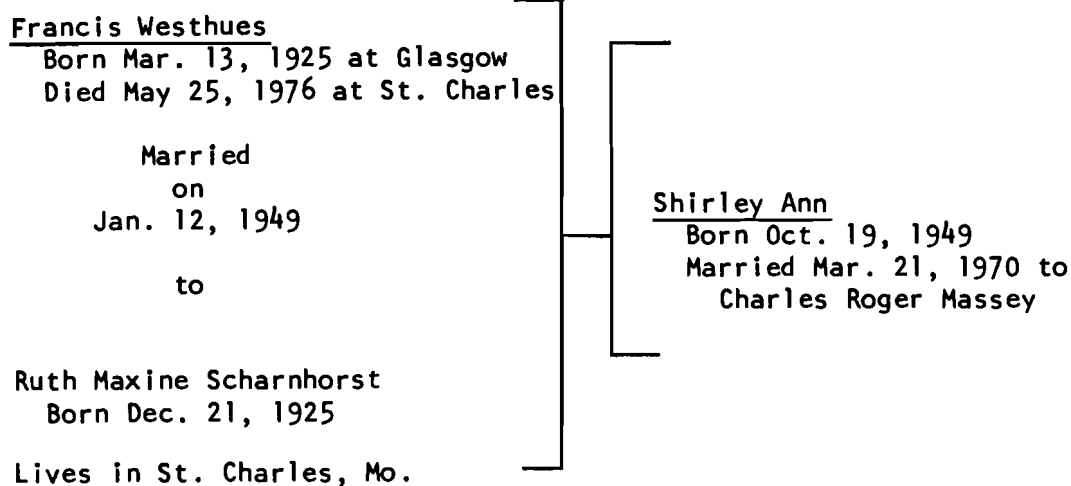 Francis Westhues
Born Mar. 13, 1925 at Glasgow
Died May 25, 1976 at St. Charles
Married
on
Jan. 12, 1949
to
Ruth Maxine Scharnhorst
Born Dec. 21, 1925
Lives in St. Charles, Mo.
Shirley Ann
Born Oct. 19, 1949
Married Mar. 21, 1970 to
Charles Roger Massey